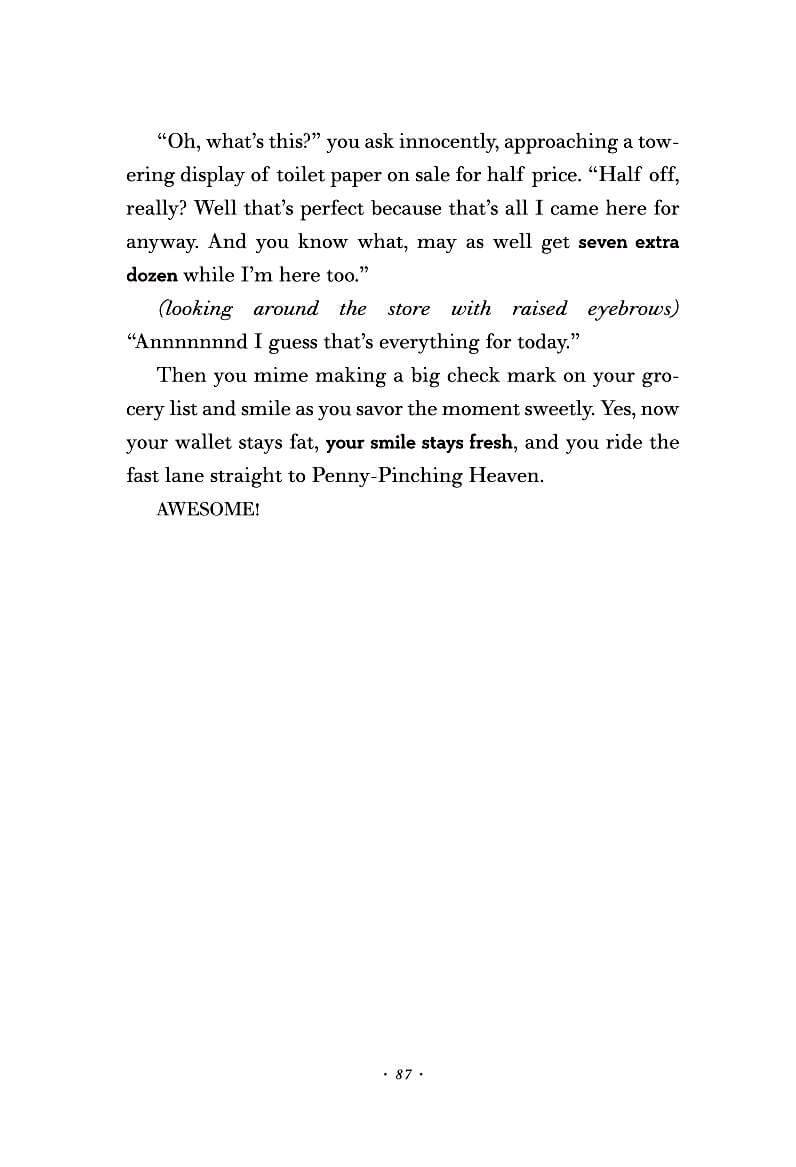 “Oh, what’s this?” you ask innocently, approaching a tow-
ering display of toilet paper on sale for half price. “Half off,
really? Well that’s perfect because that’s all I came here for
anyway. And you know what, may as well get seven extra
dozen while I’m here too.”
(looking around the store with raised eyebrows)
“Annnnnnnd I guess that’s everything for today.”
Then you mime making a big check mark on your gro-
cery list and smile as you savor the moment sweetly. Yes, now
your wallet stays fat, your smile stays fresh, and you ride the
fast lane straight to Penny-Pinching Heaven.
AWESOME!
· 87 ·